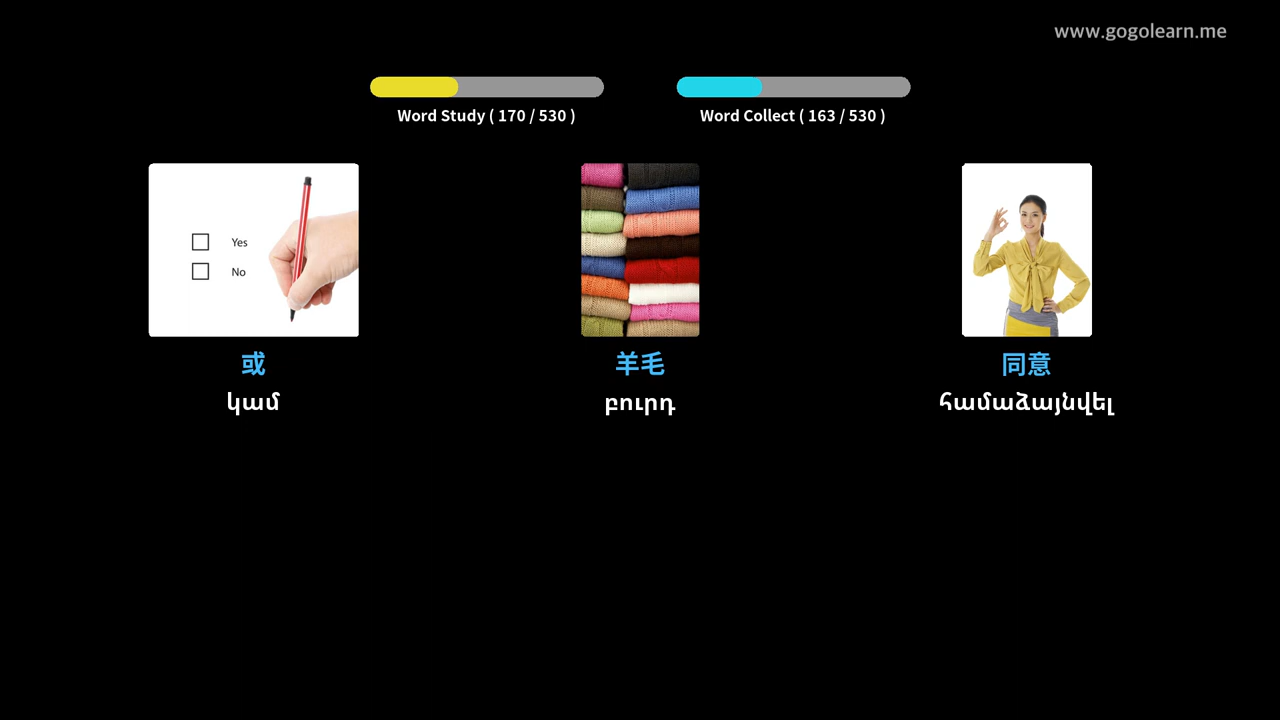 www.gogolearn.me
Word Study ( 170 / 530 )
Word Collect ( 163 / 530 )
Yes
No
或
羊毛
同意
կամ
բուրդ
համաձայնվել